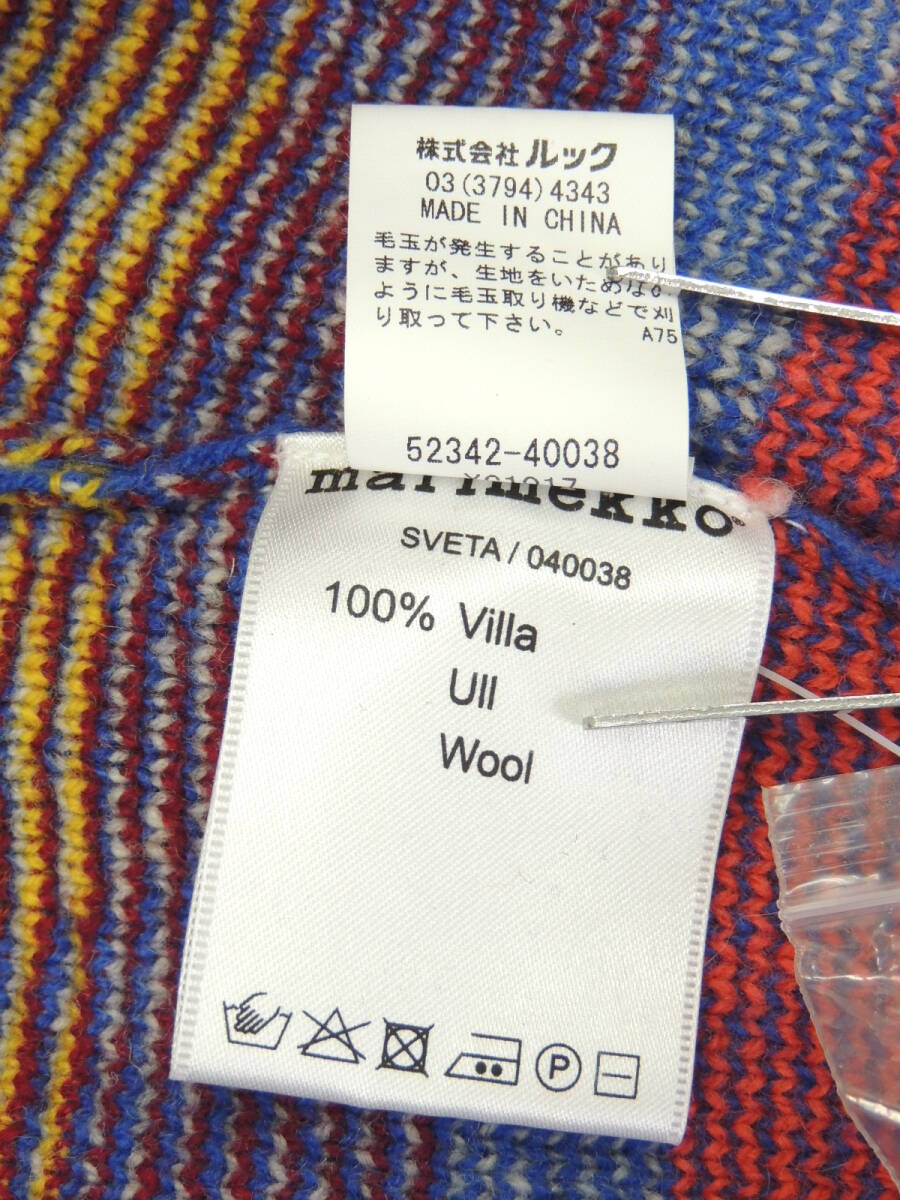 株式会社 ルック
03(3794)4343
MADE IN CHINA
毛玉が発生することがあり
ますが、生地をいためな
ように毛玉取り機などで刈
り取って下さい。 A75
52342-40038
marimekko
SVETA / 040038
100% Villa
Ull
Wool
P